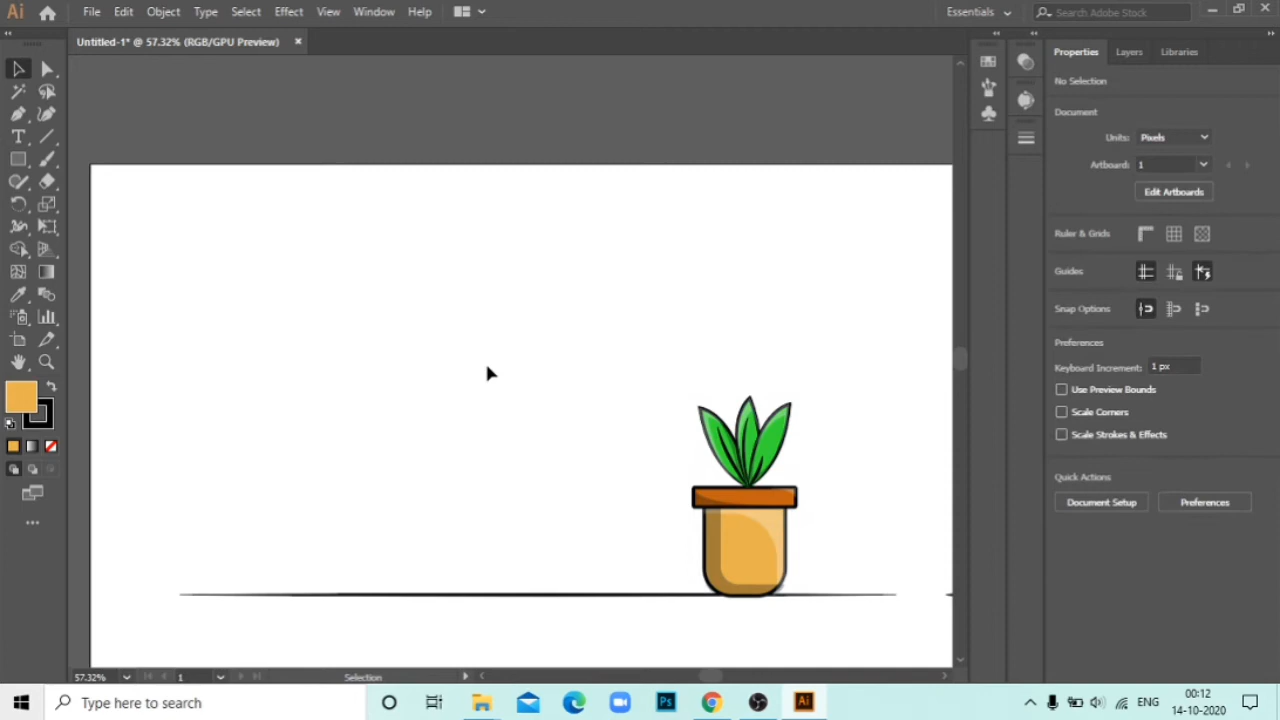 Ai File Edit Object Type Select Effect View Window Help Essentials Search Adobe Stock
Untitled-1* @ 57.32% (RGB/GPU Preview)
Properties Layers Libraries
No Selection
Document
Units: Pixels
Artboard: 1
Edit Artboards
Ruler & Grids
Guides
Snap Options
Preferences
Keyboard Increment: 1 px
Use Preview Bounds
Scale Corners
Scale Strokes & Effects
Quick Actions
Document Setup Preferences
57.32% 1 Selection
Type here to search Ps Ai ENG 00:12
14-10-2020